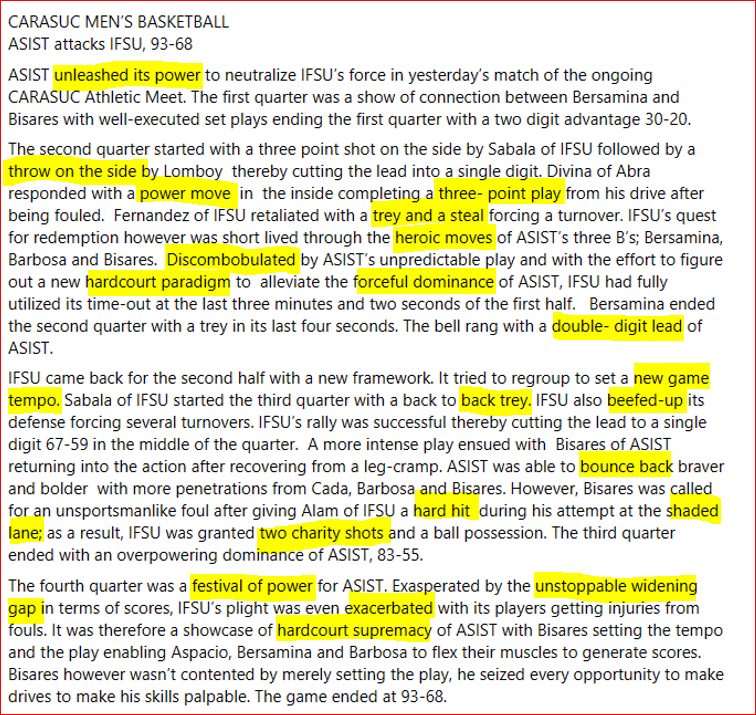 CARASUC MEN’S BASKETBALL
ASIST attacks IFSU, 93-68
ASIST unleashed its power to neutralize IFSU’s force in yesterday’s match of the ongoing
CARASUC Athletic Meet. The first quarter was a show of connection between Bersamina and
Bisares with well-executed set plays ending the first quarter with a two digit advantage 30-20.
The second quarter started with a three point shot on the side by Sabala of IFSU followed by a
throw on the side by Lomboy  thereby cutting the lead into a single digit. Divina of Abra
responded with a power move in  the inside completing a three- point play from his drive after
being fouled.  Fernandez of IFSU retaliated with a trey and a steal forcing a turnover. IFSU’s quest
for redemption however was short lived through the heroic moves of ASIST’s three B’s; Bersamina,
Barbosa and Bisares.  Discombobulated by ASIST’s unpredictable play and with the effort to figure
out a new hardcourt paradigm to  alleviate the forceful dominance of ASIST, IFSU had fully
utilized its time-out at the last three minutes and two seconds of the first half.   Bersamina ended
the second quarter with a trey in its last four seconds. The bell rang with a double- digit lead of
ASIST.
IFSU came back for the second half with a new framework. It tried to regroup to set a new game
tempo. Sabala of IFSU started the third quarter with a back to back trey. IFSU also beefed-up its
defense forcing several turnovers. IFSU’s rally was successful thereby cutting the lead to a single
digit 67-59 in the middle of the quarter.  A more intense play ensued with  Bisares of ASIST
returning into the action after recovering from a leg-cramp. ASIST was able to bounce back braver
and bolder  with more penetrations from Cada, Barbosa and Bisares. However, Bisares was called
for an unsportsmanlike foul after giving Alam of IFSU a hard hit  during his attempt at the shaded
lane; as a result, IFSU was granted two charity shots and a ball possession. The third quarter
ended with an overpowering dominance of ASIST, 83-55.
The fourth quarter was a festival of power for ASIST. Exasperated by the unstoppable widening
gap in terms of scores, IFSU’s plight was even exacerbated with its players getting injuries from
fouls. It was therefore a showcase of hardcourt supremacy of ASIST with Bisares setting the tempo
and the play enabling Aspacio, Bersamina and Barbosa to flex their muscles to generate scores.
Bisares however wasn’t contented by merely setting the play, he seized every opportunity to make
drives to make his skills palpable. The game ended at 93-68.